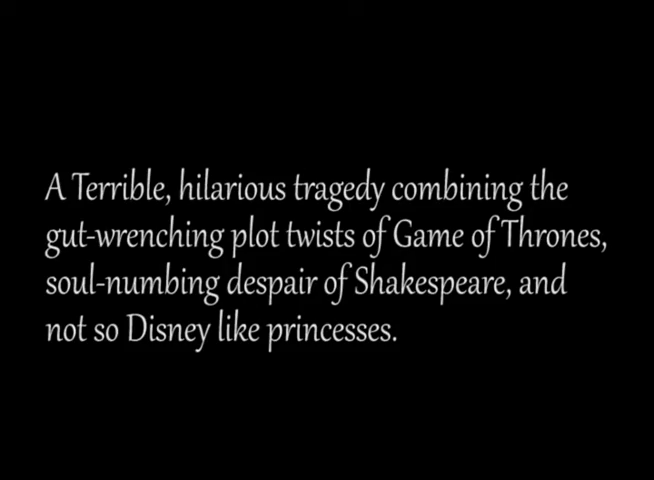 A Terrible, hilarious tragedy combining the
gut-wrenching plot twists of Game of Thrones,
soul-numbing despair of Shakespeare, and
not so Disney like princesses.